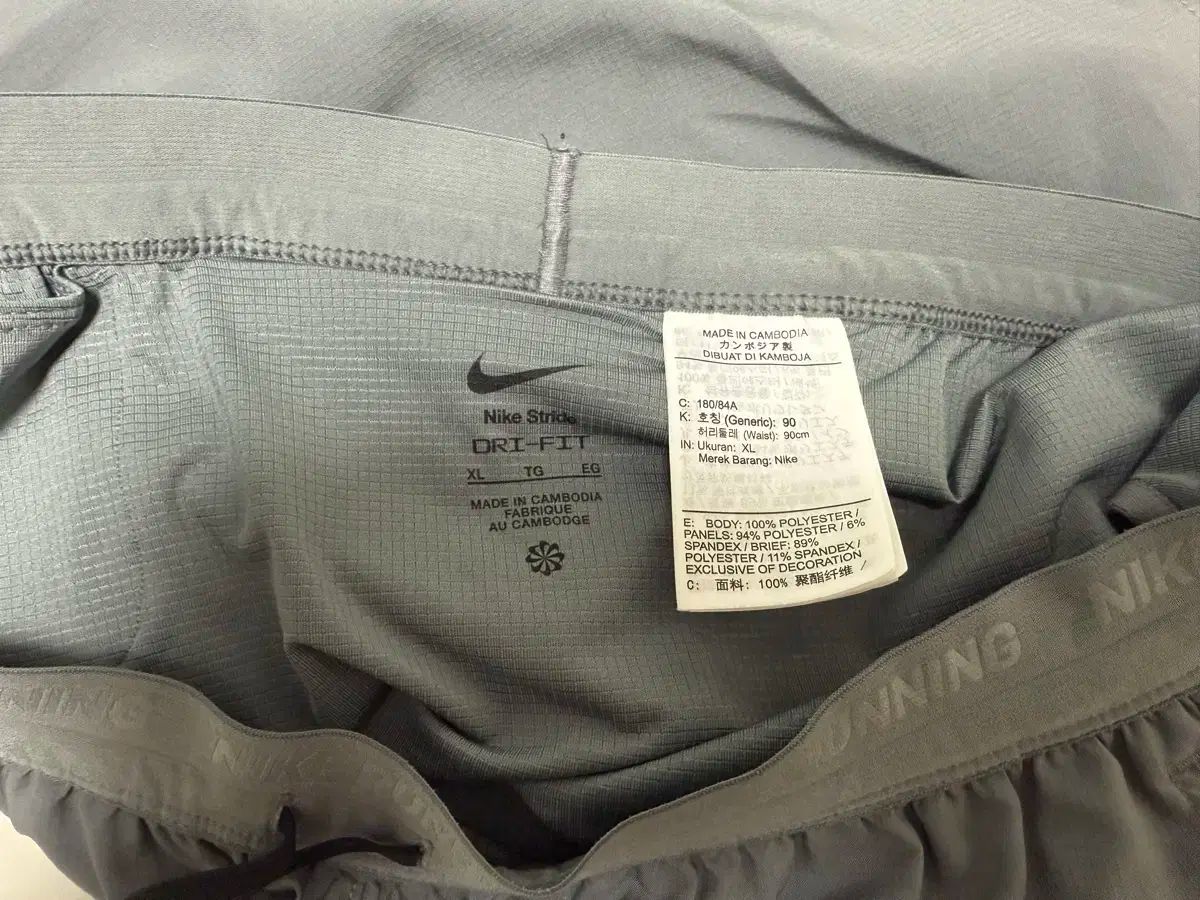 Nike Stride
DRI-FIT
XL TG EG
MADE IN CAMBODIA
FABRIQUE
AU CAMBODGE
MADE IN CAMBODIA
カンボジア製
DIBUAT DI KAMBOJA
C: 180/84A
K: 호칭 (Generic): 90
허리둘레 (Waist): 90cm
IN: Ukuran: XL
Merek Barang: Nike
E: BODY: 100% POLYESTER /
PANELS: 94% POLYESTER / 6%
SPANDEX / BRIEF: 89%
POLYESTER / 11% SPANDEX /
EXCLUSIVE OF DECORATION
C: 面料: 100% 聚酯纤维 /
NIK
UNNING
NIK